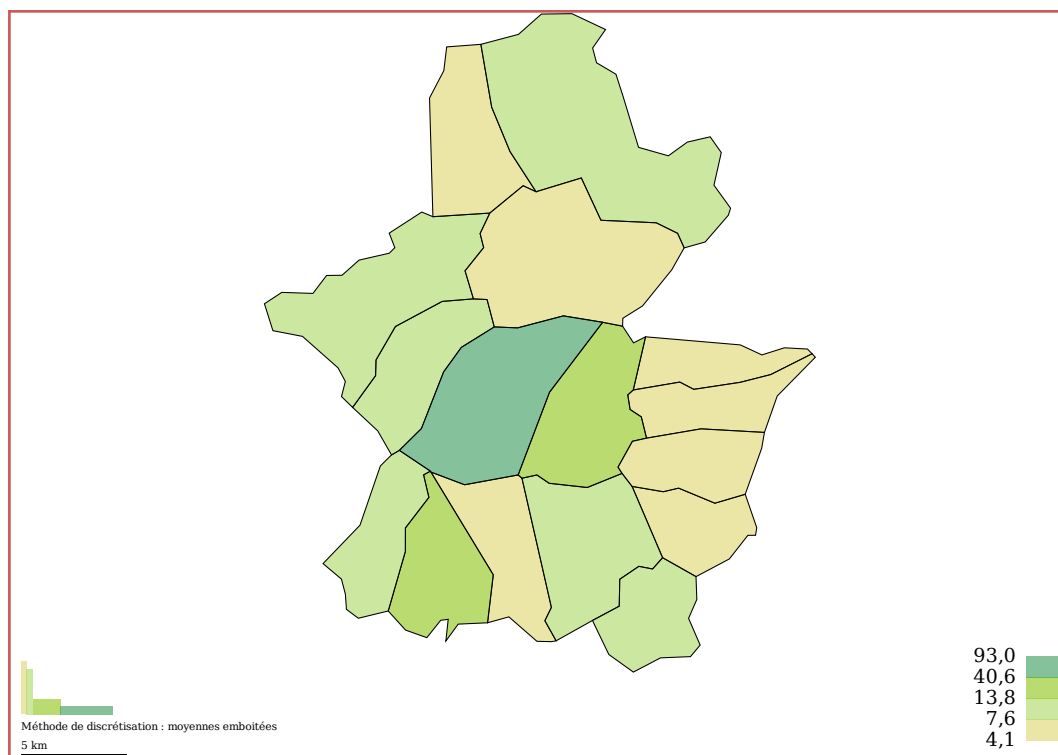 93,0
40,6
13,8
7,6
4,1
Méthode de discrétisation : moyennes emboitées
5 km